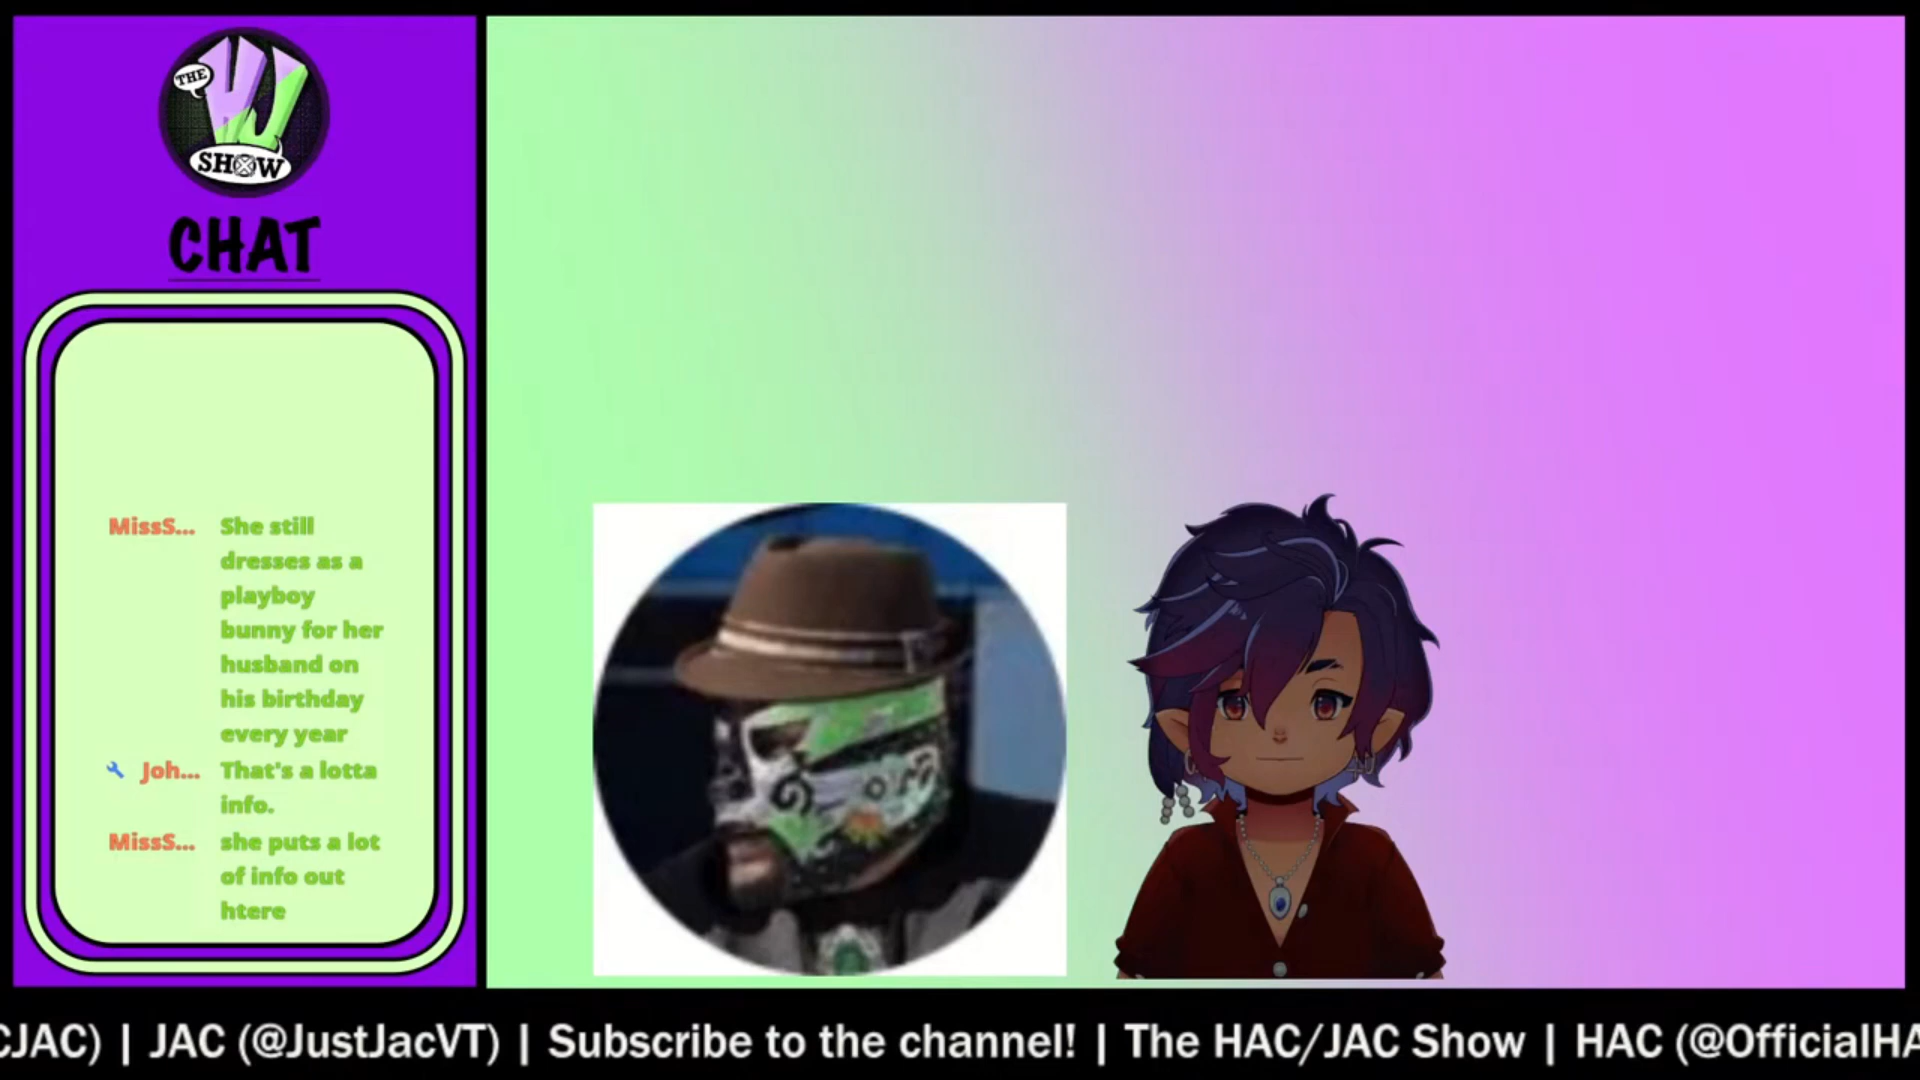 THE
HJ
SHOW
CHAT
MissS... She still
dresses as a
playboy
bunny for her
husband on
his birthday
every year
Joh... That's a lotta
info.
MissS... she puts a lot
of info out
htere
CJAC) | JAC (@JustJacVT) | Subscribe to the channel! | The HAC/JAC Show | HAC (@OfficialHA